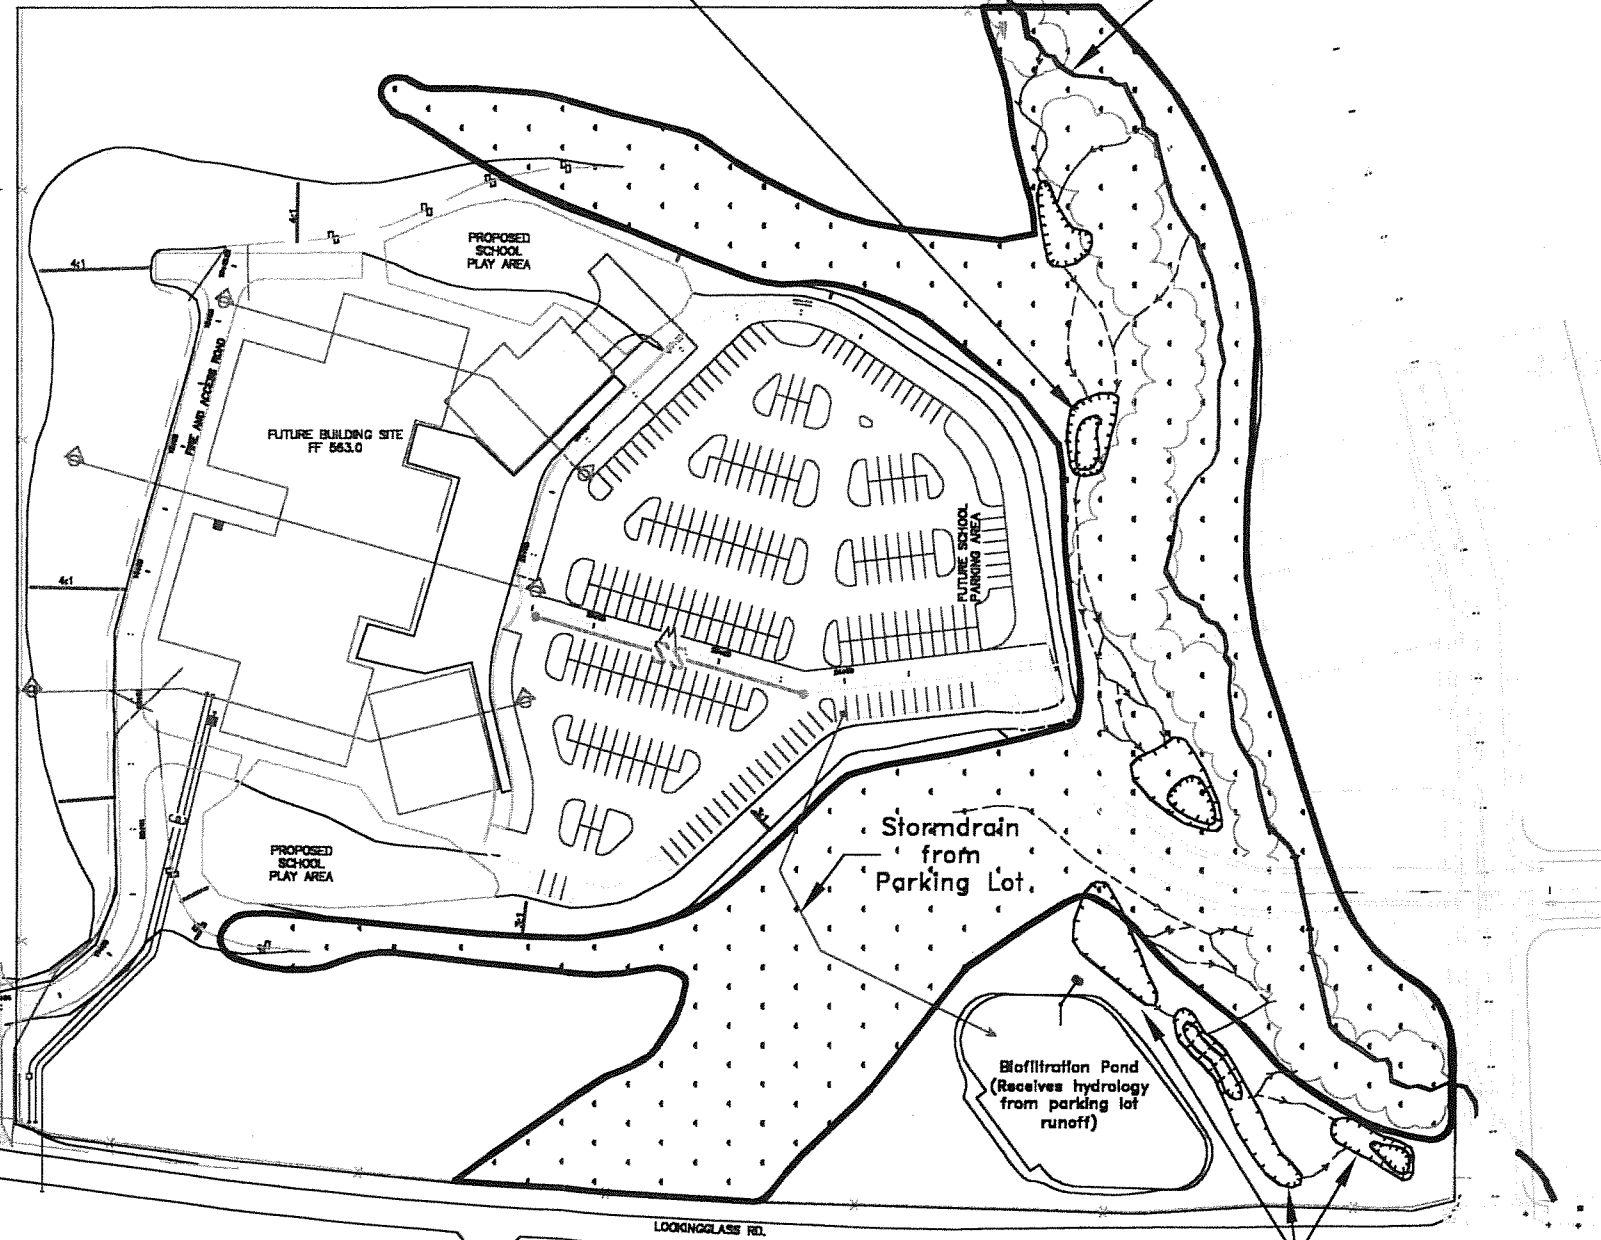 PROPOSED
SCHOOL
PLAY AREA
4:1
4:1
FIRE AND ACCESS ROAD
FUTURE BUILDING SITE
FF 563.0
FUTURE SCHOOL
PARKING AREA
4:1
3:1
Stormdrain
from
Parking Lot
PROPOSED
SCHOOL
PLAY AREA
3:1
Biofiltration Pond
(Receives hydrology
from parking lot
runoff)
LOOKINGGLASS RD.